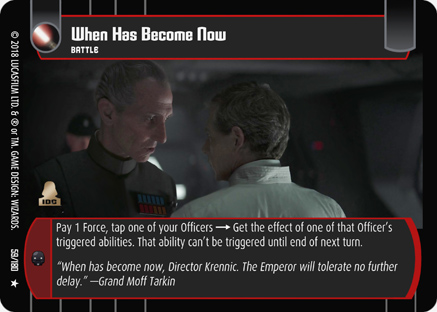 When Has Become Now
BATTLE
© 2018 LUCASFILM LTD. & ® OR TM. GAME DESIGN: WIZARDS.
Pay 1 Force, tap one of your Officers → Get the effect of one of that Officer's
triggered abilities. That ability can't be triggered until end of next turn.
"When has become now, Director Krennic. The Emperor will tolerate no further
delay." —Grand Moff Tarkin